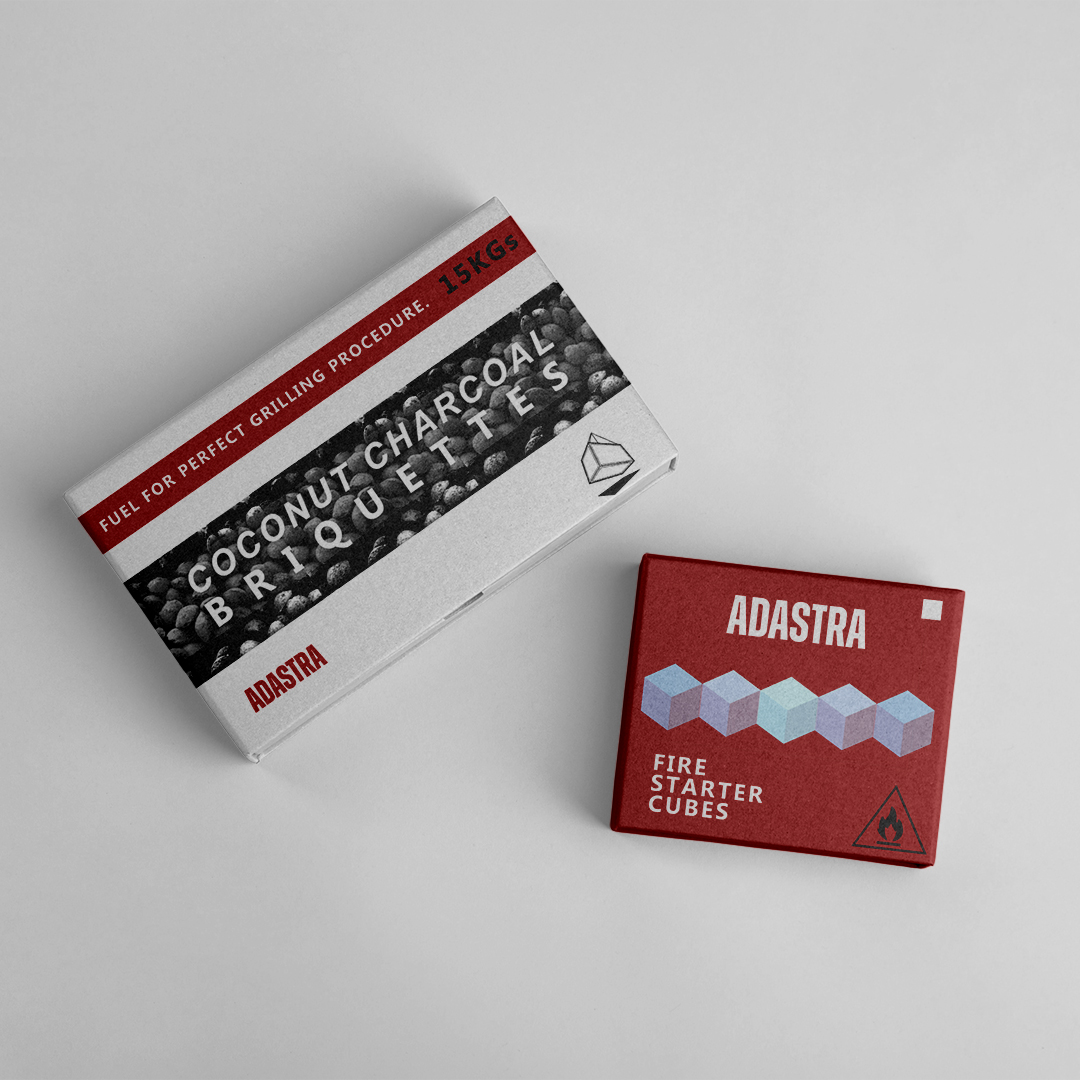 FUEL FOR PERFECT GRILLING PROCEDURE. 15KGs
COCONUT CHARCOAL
BRIQUETTES
ADASTRA
ADASTRA
FIRE
STARTER
CUBES